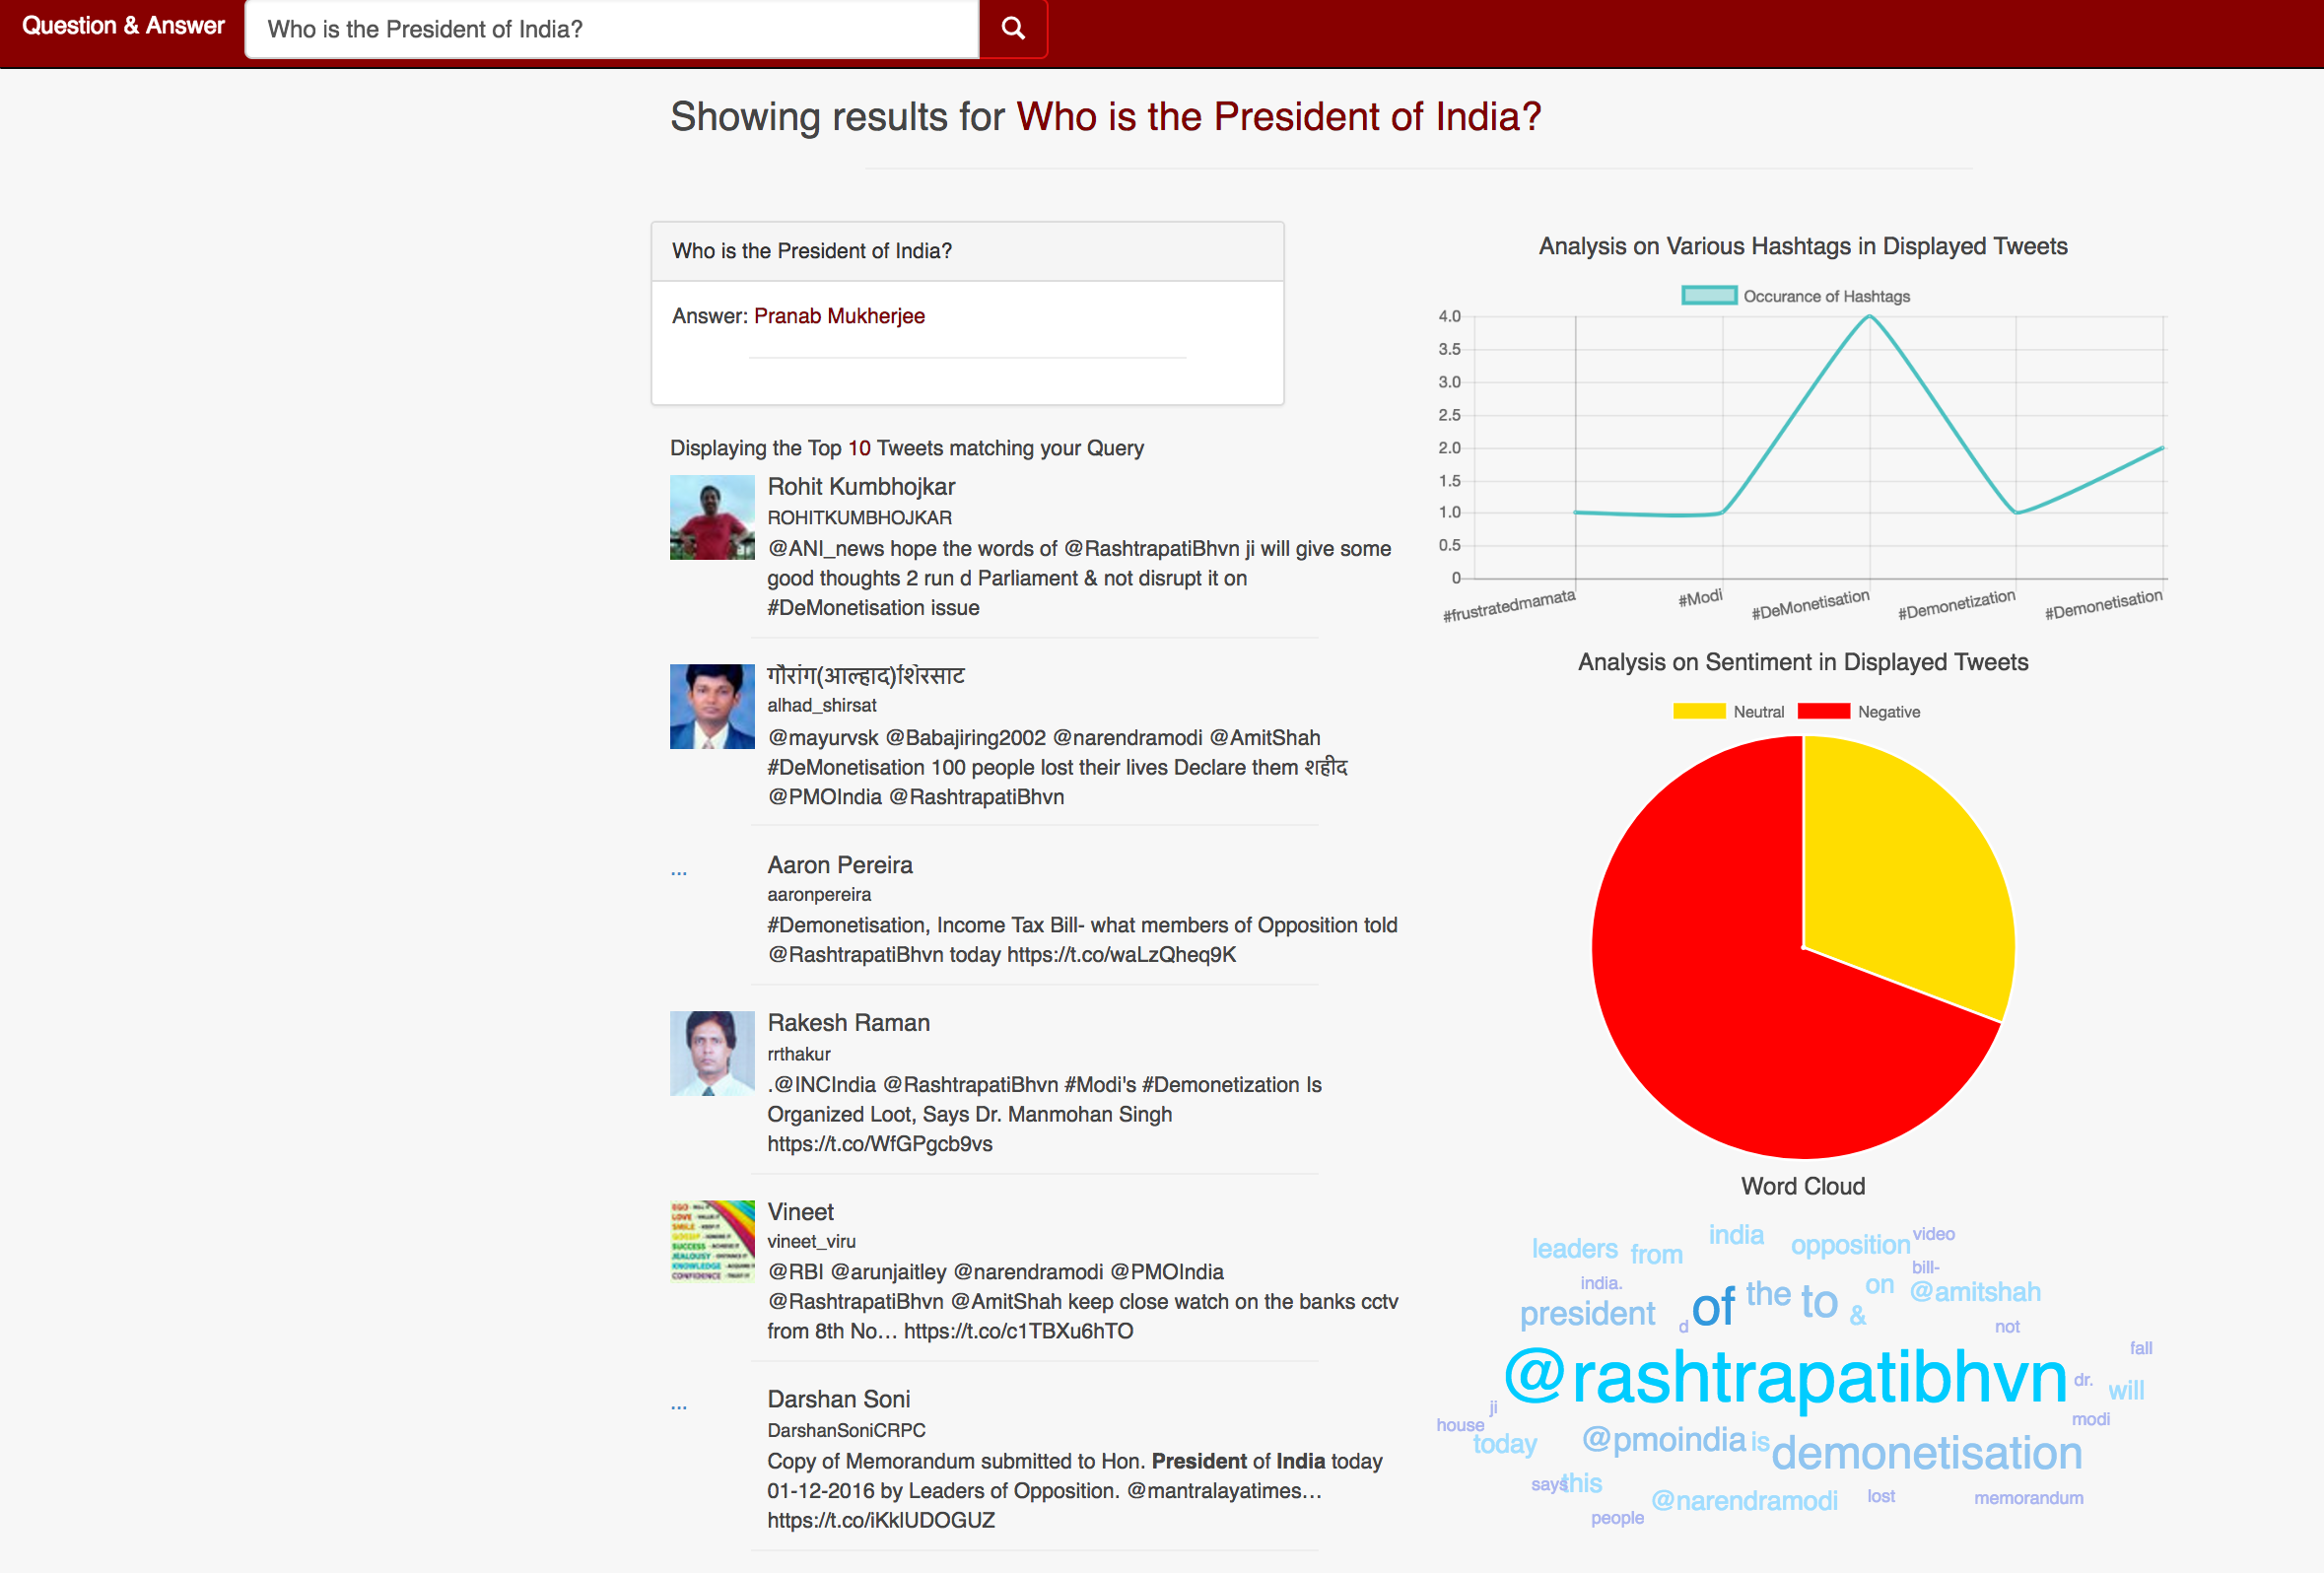 Question & Answer
Who is the President of India?
Showing results for Who is the President of India?
Who is the President of India?
Answer: Pranab Mukherjee
Displaying the Top 10 Tweets matching your Query
Rohit Kumbhojkar
ROHITKUMBHOJKAR
@ANI_news hope the words of @RashtrapatiBhvn ji will give some
good thoughts 2 run d Parliament & not disrupt it on
#DeMonetisation issue
गौरांग(आल्हाद)शिरसाट
alhad_shirsat
@mayurvsk @Babajiring2002 @narendramodi @AmitShah
#DeMonetisation 100 people lost their lives Declare them शहीद
@PMOIndia @RashtrapatiBhvn
...
Aaron Pereira
aaronpereira
#Demonetisation, Income Tax Bill- what members of Opposition told
@RashtrapatiBhvn today https://t.co/waLzQheq9K
Rakesh Raman
rrthakur
.@INCIndia @RashtrapatiBhvn #Modi's #Demonetization Is
Organized Loot, Says Dr. Manmohan Singh
https://t.co/WfGPgcb9vs
EGO
LOVE
SMILE
GOSSIP
SUCCESS
JEALOUSY
KNOWLEDGE
CONFIDENCE
Vineet
vineet_viru
@RBI @arunjaitley @narendramodi @PMOIndia
@RashtrapatiBhvn @AmitShah keep close watch on the banks cctv
from 8th No… https://t.co/c1TBXu6hTO
...
Darshan Soni
DarshanSoniCRPC
Copy of Memorandum submitted to Hon. President of India today
01-12-2016 by Leaders of Opposition. @mantralayatimes…
https://t.co/iKklUDOGUZ
Analysis on Various Hashtags in Displayed Tweets
Occurance of Hashtags
4.0
3.5
3.0
2.5
2.0
1.5
1.0
0.5
0
#frustratedmamata #Modi #DeMonetisation #Demonetization #Demonetisation
Analysis on Sentiment in Displayed Tweets
Neutral Negative
Word Cloud
leaders from india opposition video
bill-
india. on @amitshah
president d of the to & not
fall
@rashtrapatibhvn dr. will
ji
house modi
today @pmoindia is demonetisation
says this
@narendramodi lost memorandum
people